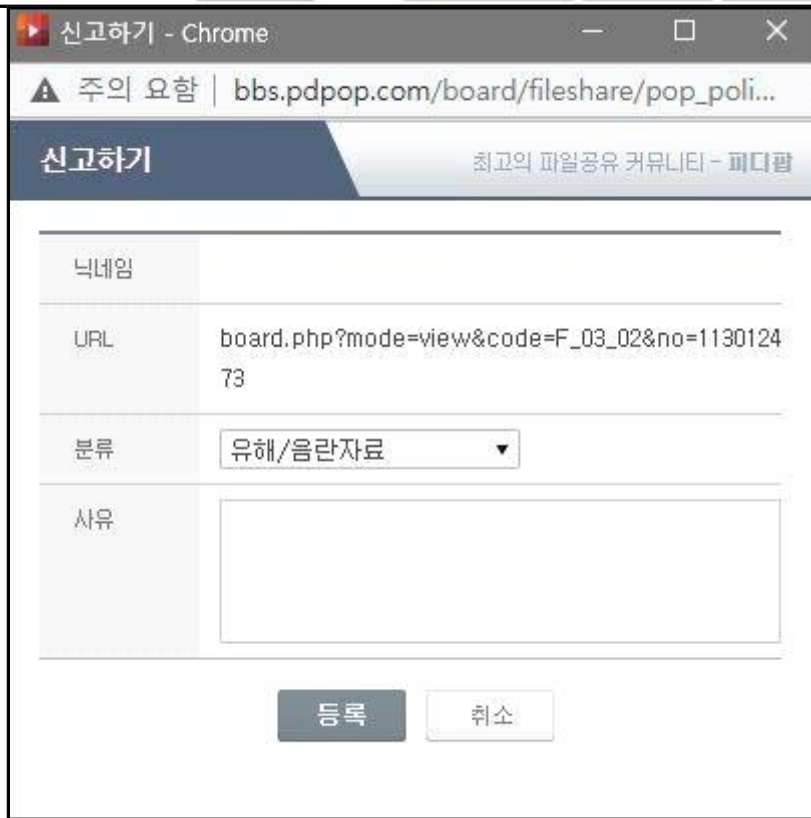 신고하기 - Chrome
주의 요함 | bbs.pdpop.com/board/fileshare/pop_poli...
신고하기
최고의 파일공유 커뮤니티 - 피디팝
닉네임
URL
board.php?mode=view&code=F_03_02&no=1130124
73
분류
유해/음란자료
사유
등록
취소